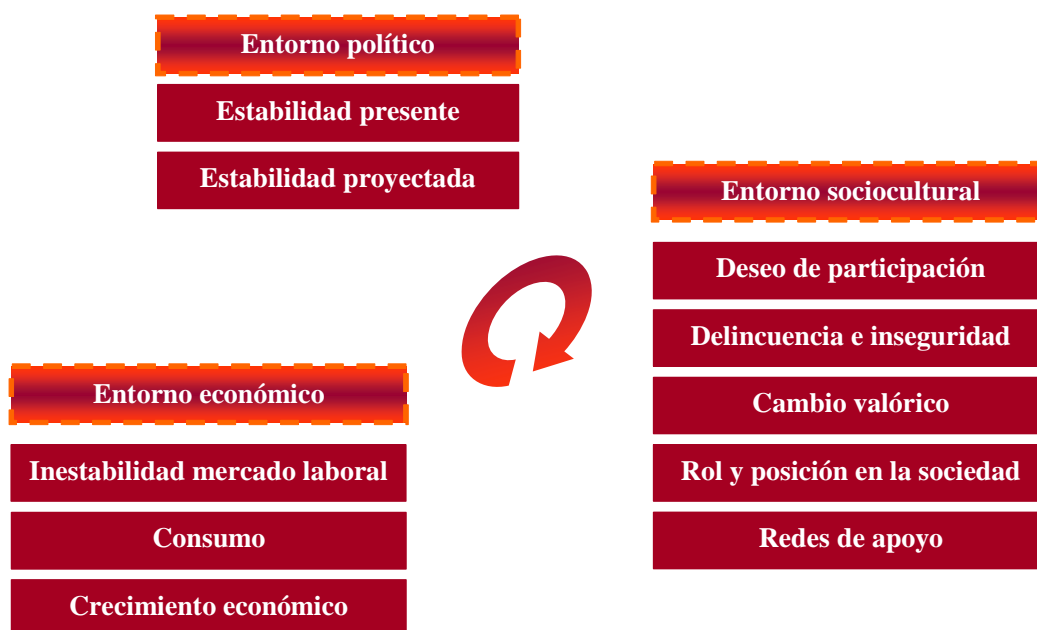 Entorno político
Estabilidad presente
Estabilidad proyectada
Entorno sociocultural
Deseo de participación
Delincuencia e inseguridad
Cambio valórico
Rol y posición en la sociedad
Redes de apoyo
Entorno económico
Inestabilidad mercado laboral
Consumo
Crecimiento económico